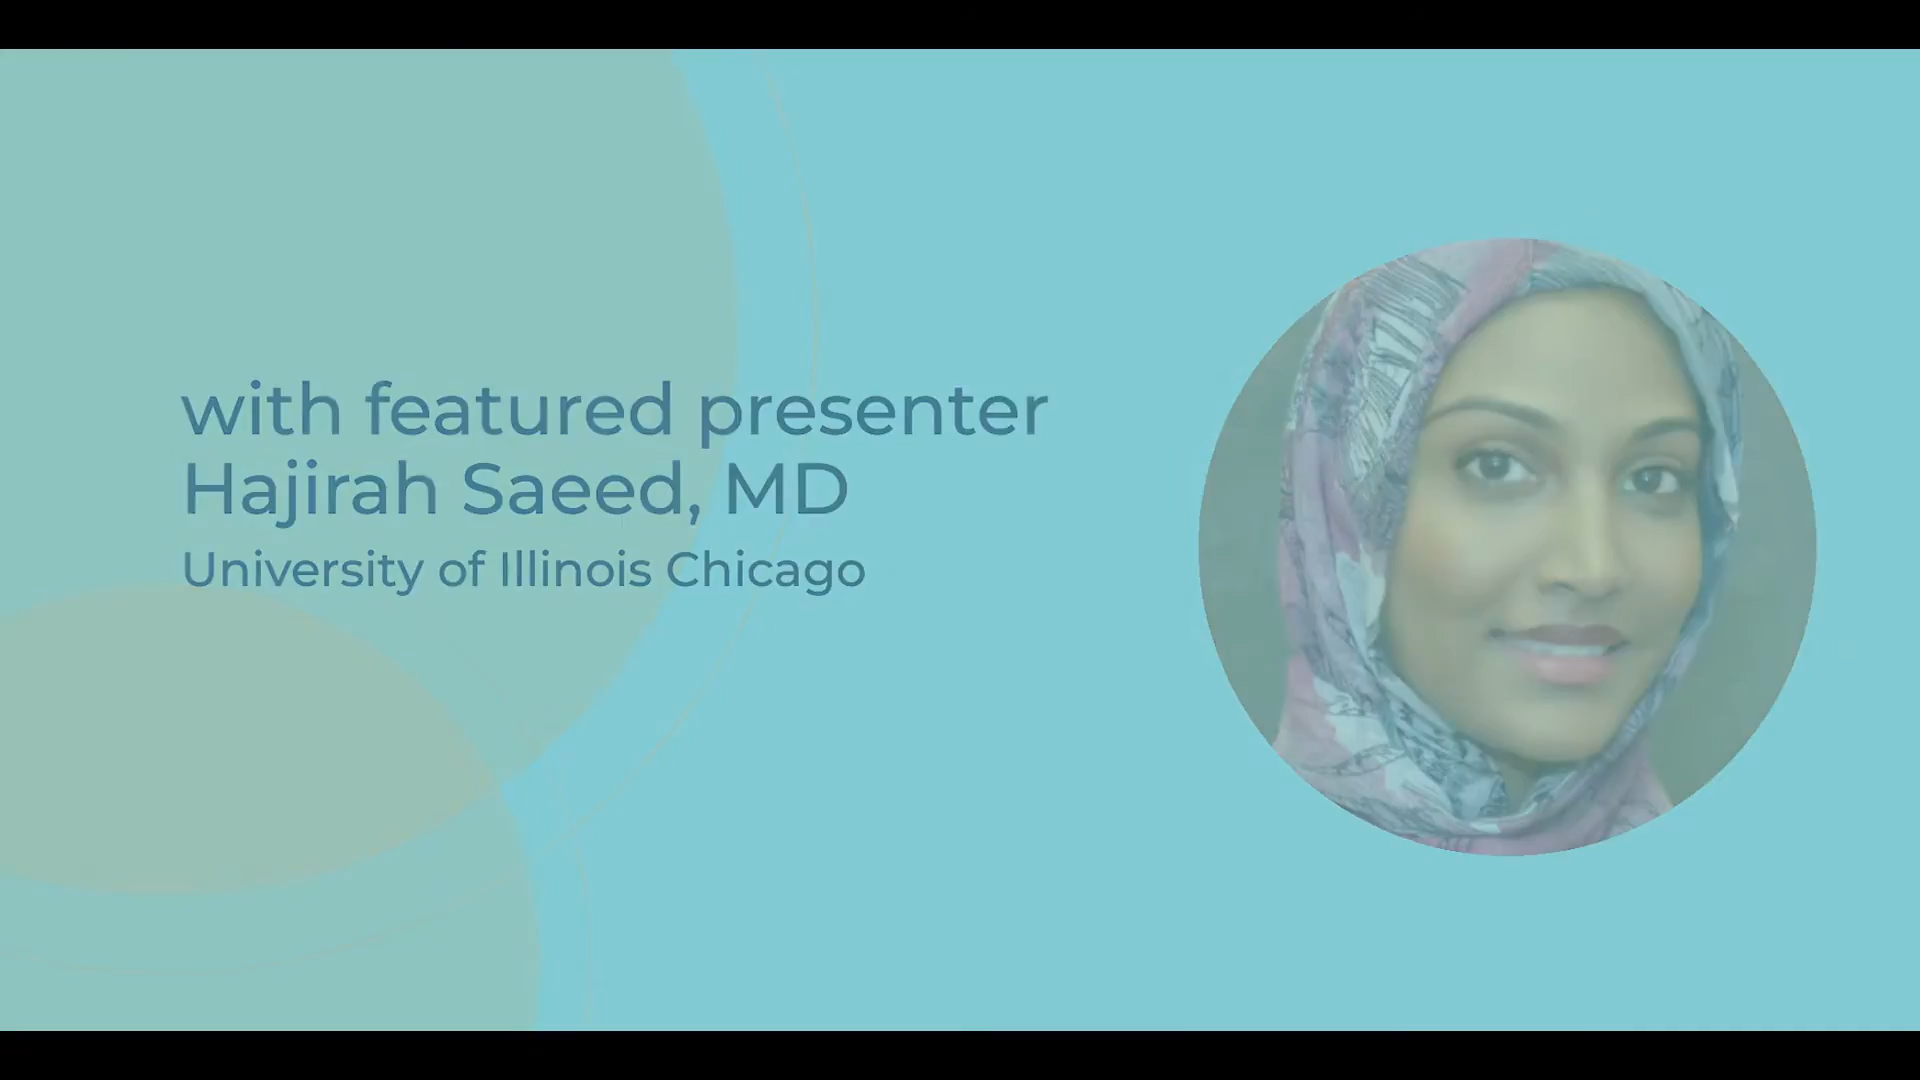 with featured presenter
Hajirah Saeed, MD
University of Illinois Chicago